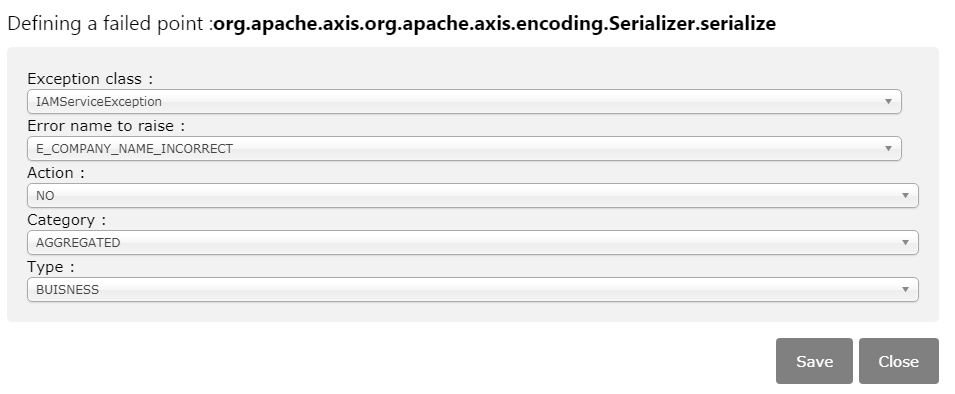 Defining a failed point :org.apache.axis.org.apache.axis.encoding.Serializer.serialize
Exception class :
IAMServiceException
Error name to raise :
E_COMPANY_NAME_INCORRECT
Action :
NO
Category :
AGGREGATED
Type :
BUISNESS
Save Close